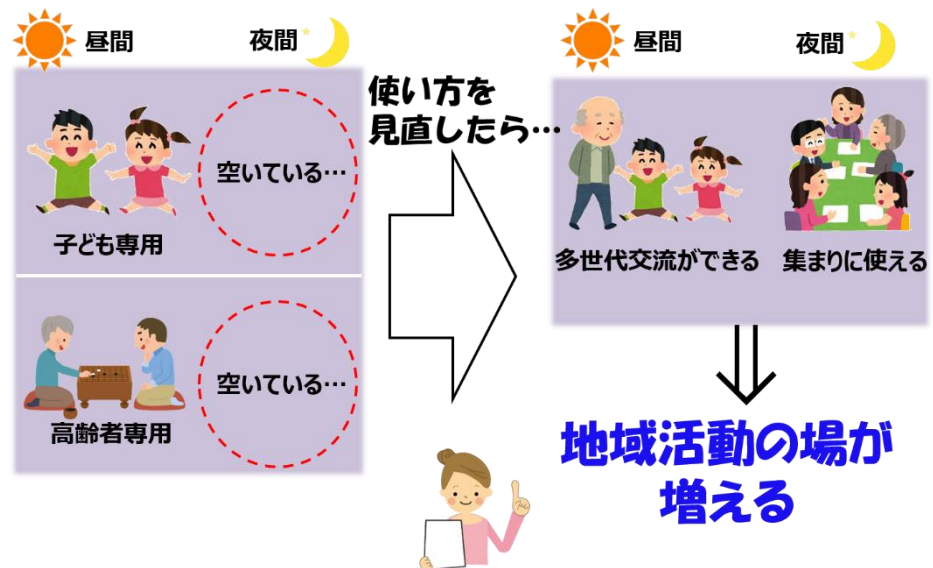 昼間
夜間
空いている…
子ども専用
空いている…
高齢者専用
使い方を
見直したら…
昼間
夜間
多世代交流ができる
集まりに使える
地域活動の場が
増える